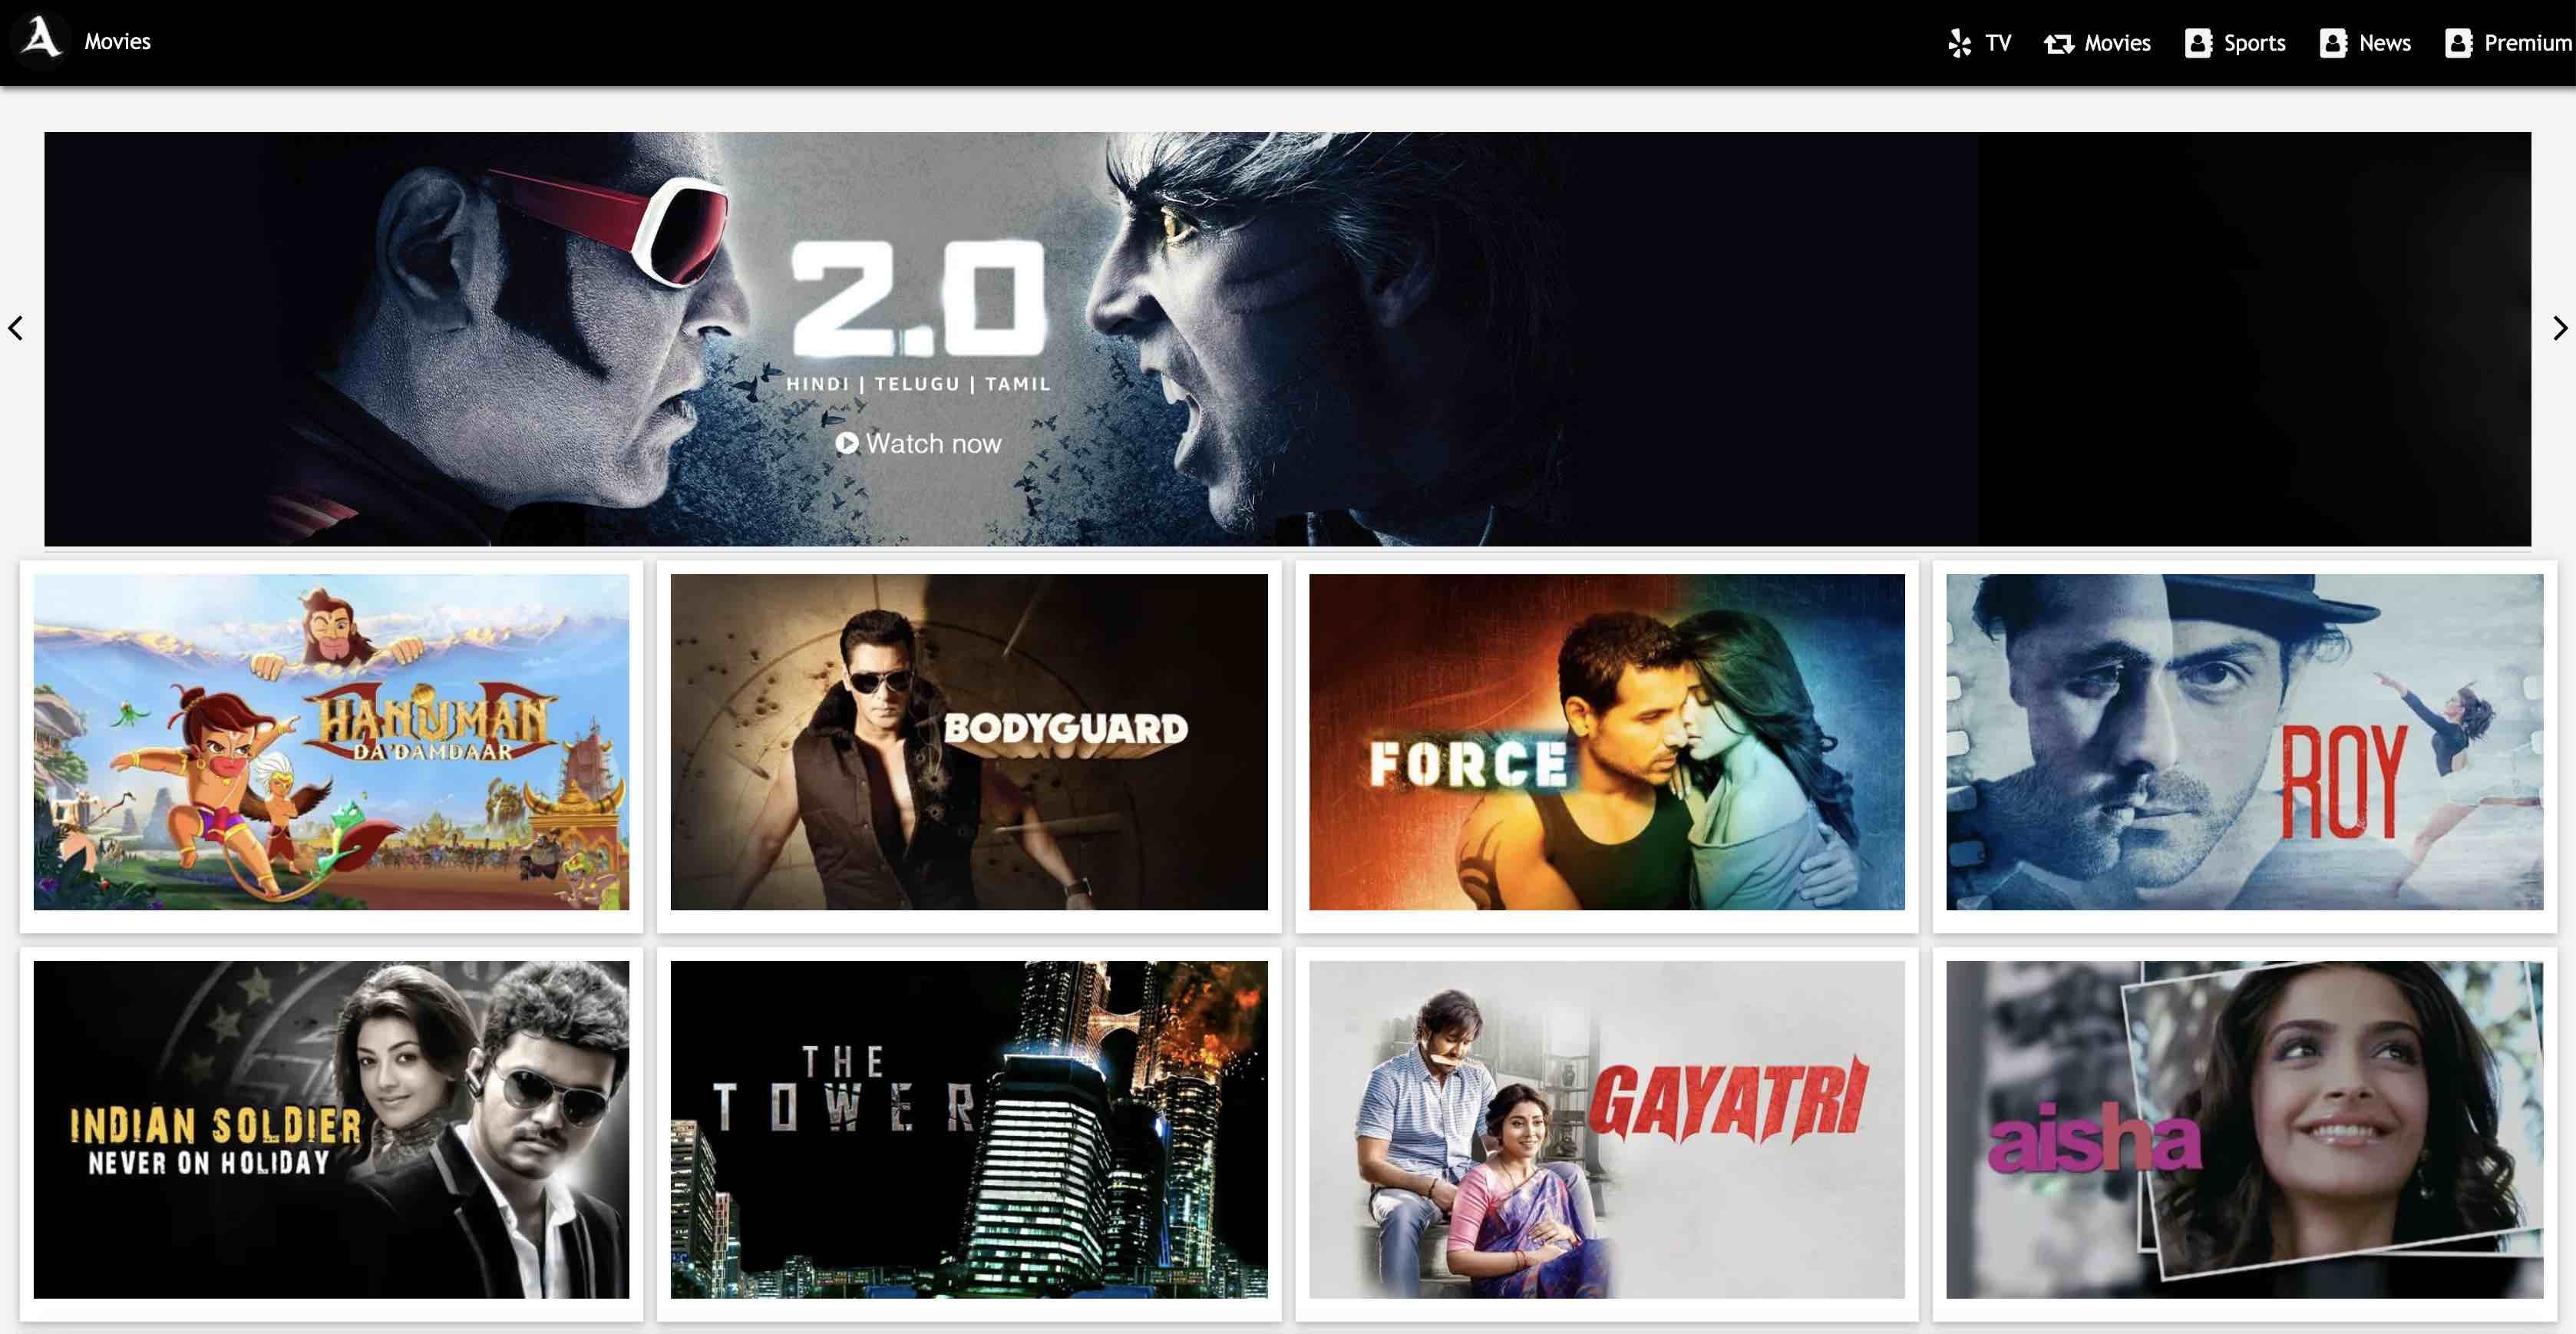 Movies
TV
Movies
Sports
News
Premium
2.0
HINDI | TELUGU | TAMIL
Watch now
HANUMAN
DA' DAMDAAR
BODYGUARD
FORCE
ROY
INDIAN SOLDIER
NEVER ON HOLIDAY
THE
TOWER
GAYATRI
aisha